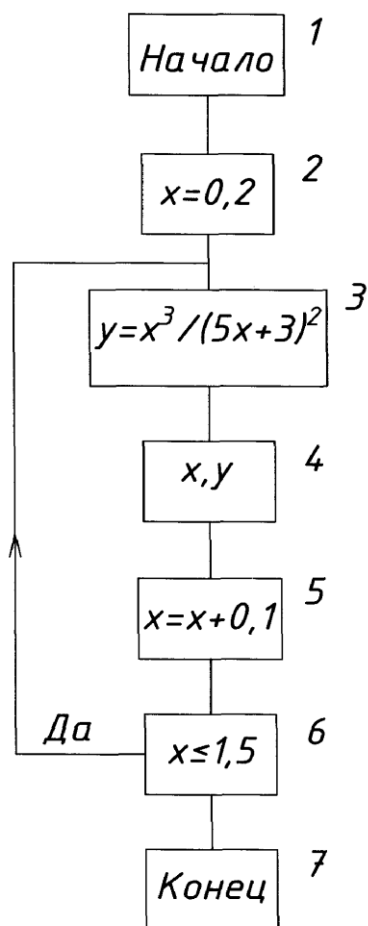 1
Начало
2
x=0,2
3
y=x³/(5x+3)²
4
x,y
5
x=x+0,1
Да
6
x≤1,5
7
Конец